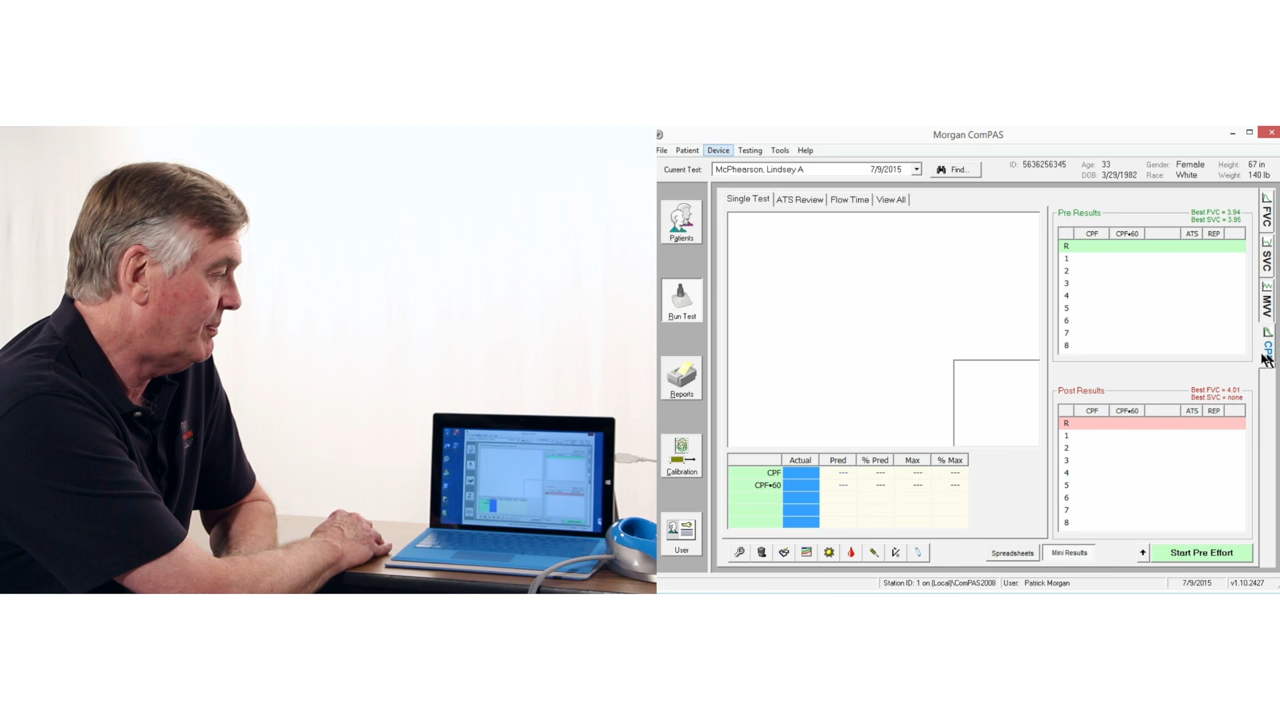 Morgan ComPAS
File Patient Device Testing Tools Help
Current Test: McPhearson, Lindsey A 7/9/2015 Find...
ID: 5636256345 Age: 33 Gender: Female Height: 67 in
DOB: 3/29/1982 Race: White Weight: 140 lb
Single Test ATS Review Flow Time View All
Patients
Run Test
Reports
Calibration
User
Pre Results Best FVC = 3.94
Best SVC = 3.95
CPF CPF•60 ATS REP
R
1
2
3
4
5
6
7
8
Post Results Best FVC = 4.01
Best SVC = none
CPF CPF•60 ATS REP
R
1
2
3
4
5
6
7
8
FVC
SVC
MVV
Actual Pred % Pred Max % Max
CPF --- --- --- ---
CPF•60 --- --- --- ---
Spreadsheets Mini Results Start Pre Effort
Station ID: 1 on (Local)\ComPAS2008 User: Patrick Morgan 7/9/2015 v1.10.2427